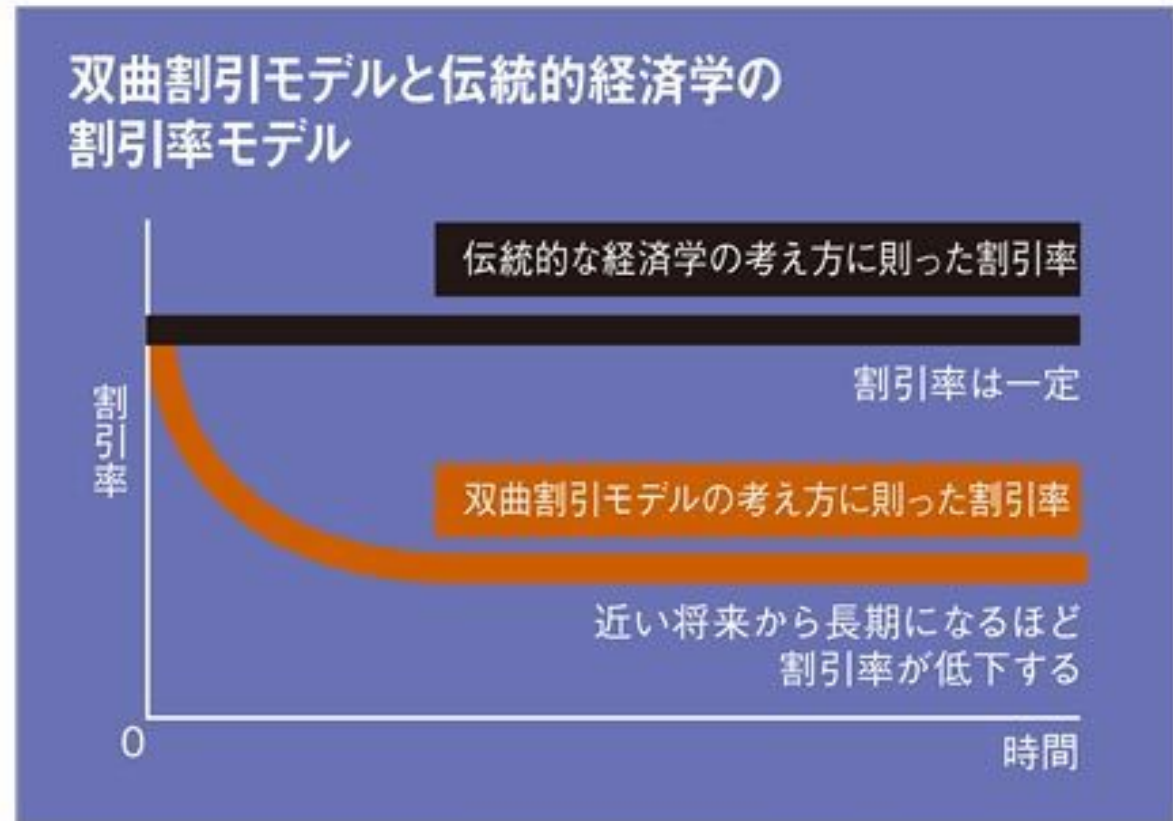 双曲割引モデルと伝統的経済学の
割引率モデル
伝統的な経済学の考え方に則った割引率
割引率は一定
割引率
双曲割引モデルの考え方に則った割引率
近い将来から長期になるほど
割引率が低下する
0
時間